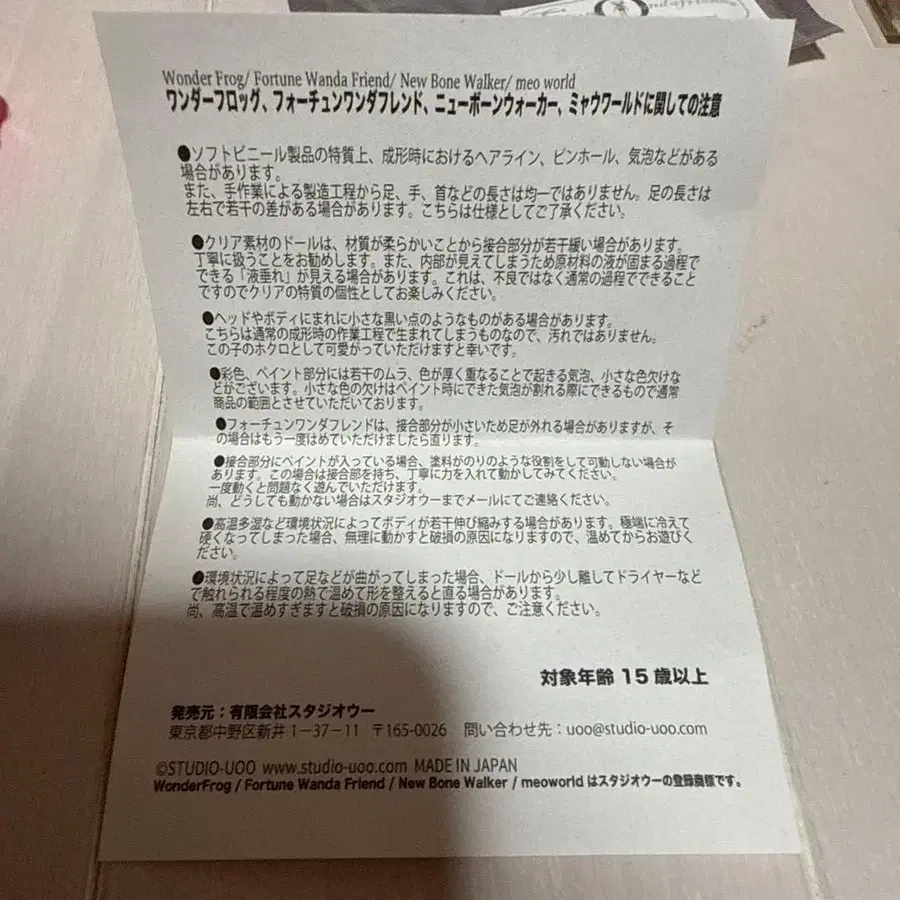 Wonder Frog/ Fortune Wanda Friend/ New Bone Walker/ meo world
ワンダーフロッグ、フォーチュンワンダフレンド、ニューボーンウォーカー、ミャウワールドに関しての注意
●ソフトビニール製品の特質上、成形時におけるヘアライン、ピンホール、気泡などがある
場合があります。
また、手作業による製造工程から足、手、首などの長さは均一ではありません。足の長さは
左右で若干の差がある場合があります。こちらは仕様としてご了承ください。
●クリア素材のドールは、材質が柔らかいことから接合部分が若干緩い場合があります。
丁寧に扱うことをお勧めします。また、内部が見えてしまうため原材料の液が固まる過程で
できる「液垂れ」が見える場合があります。これは、不良ではなく通常の過程でできること
ですのでクリアの特質の個性としてお楽しみください。
●ヘッドやボディにまれに小さな黒い点のようなものがある場合があります。
こちらは通常の成形時の作業工程で生まれてしまうものなので、汚れではありません。
この子のホクロとして可愛がっていただけますと幸いです。
●彩色、ペイント部分には若干のムラ、色が厚く重なることで起きる気泡、小さな色欠けな
どがございます。小さな色の欠けはペイント時にできた気泡が割れる際にできるもので通常
商品の範囲とさせていただいております。
●フォーチュンワンダフレンドは、接合部分が小さいため足が外れる場合がありますが、そ
の場合はもう一度はめていただけましたら直ります。
●接合部分にペイントが入っている場合、塗料がのりのような役割をして可動しない場合が
あります。この場合は接合部を持ち、丁寧に力を入れて動かしてみてください。
一度動くと問題なく遊んでいただけます。
尚、どうしても動かない場合はスタジオウーまでメールにてご連絡ください。
●高温多湿など環境状況によってボディが若干伸び縮みする場合があります。極端に冷えて
硬くなってしまった場合、無理に動かすと破損の原因になりますので、温めてからお遊びく
ださい。
●環境状況によって足などが曲がってしまった場合、ドールから少し離してドライヤーなど
で触れられる程度の熱で温めて形を整えると直る場合があります。
尚、高温で温めすぎますと破損の原因になりますので、ご注意ください。
対象年齢 15 歳以上
発売元：有限会社スタジオウー
東京都中野区新井 1−37−11 〒165-0026 問い合わせ先：uoo@studio-uoo.com
©STUDIO-UOO www.studio-uoo.com MADE IN JAPAN
WonderFrog / Fortune Wanda Friend / New Bone Walker / meoworld はスタジオウーの登録商標です。